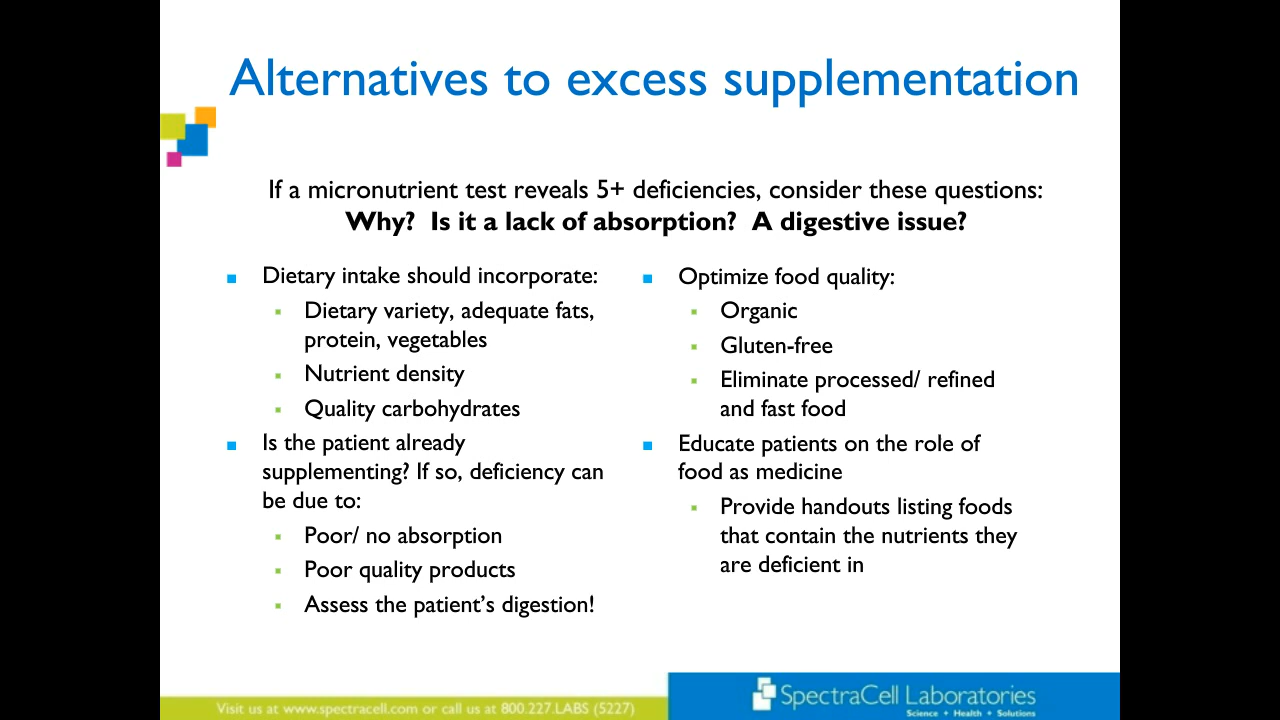 Alternatives to excess supplementation
If a micronutrient test reveals 5+ deficiencies, consider these questions:
Why?  Is it a lack of absorption?  A digestive issue?
Dietary intake should incorporate:
Dietary variety, adequate fats,
protein, vegetables
Nutrient density
Quality carbohydrates
Is the patient already
supplementing? If so, deficiency can
be due to:
Poor/ no absorption
Poor quality products
Assess the patient's digestion!
Optimize food quality:
Organic
Gluten-free
Eliminate processed/ refined
and fast food
Educate patients on the role of
food as medicine
Provide handouts listing foods
that contain the nutrients they
are deficient in
Visit us at www.spectracell.com or call us at 800.227.LABS (5227)
SpectraCell Laboratories
Science • Health • Solutions